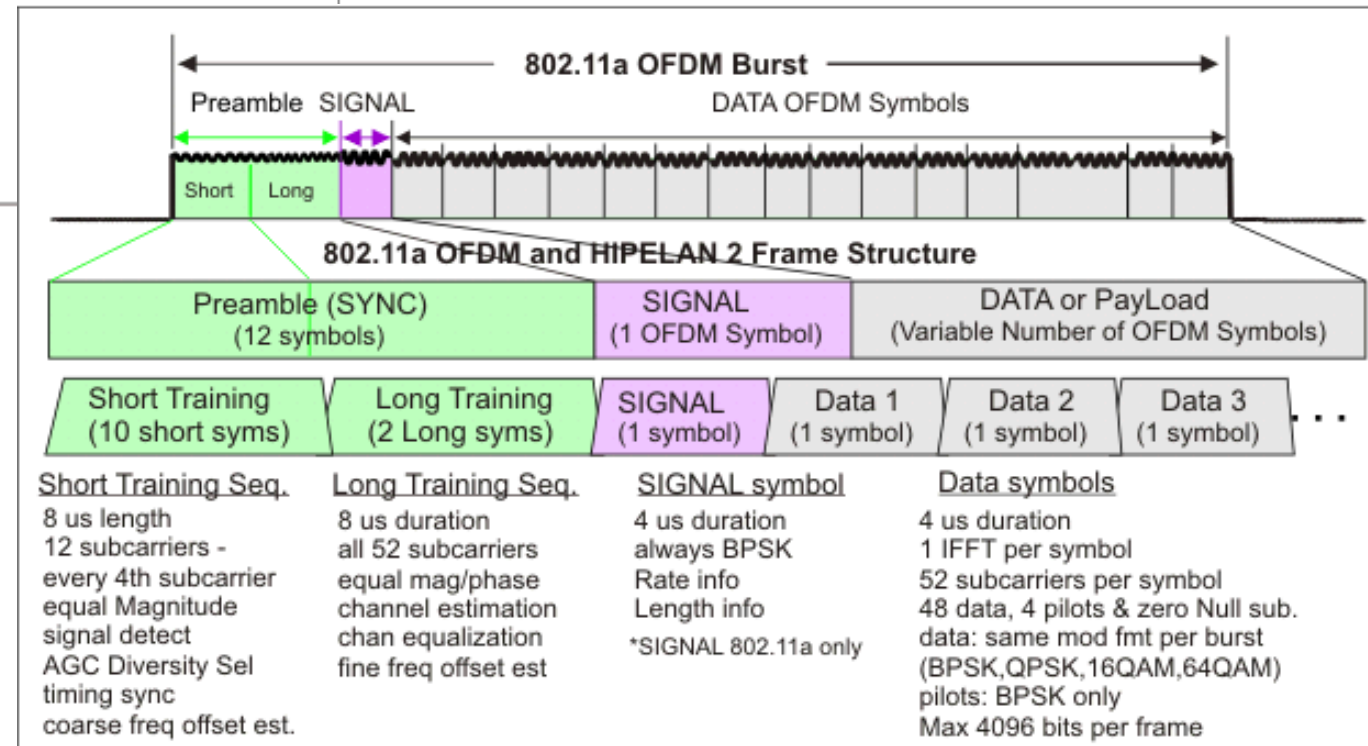 802.11a OFDM Burst
Preamble SIGNAL DATA OFDM Symbols
Short Long
802.11a OFDM and HIPELAN 2 Frame Structure
Preamble (SYNC)
(12 symbols)
SIGNAL
(1 OFDM Symbol)
DATA or PayLoad
(Variable Number of OFDM Symbols)
Short Training
(10 short syms)
Long Training
(2 Long syms)
SIGNAL
(1 symbol)
Data 1
(1 symbol)
Data 2
(1 symbol)
Data 3
(1 symbol)
. . .
Short Training Seq.
8 us length
12 subcarriers -
every 4th subcarrier
equal Magnitude
signal detect
AGC Diversity Sel
timing sync
coarse freq offset est.
Long Training Seq.
8 us duration
all 52 subcarriers
equal mag/phase
channel estimation
chan equalization
fine freq offset est
SIGNAL symbol
4 us duration
always BPSK
Rate info
Length info
*SIGNAL 802.11a only
Data symbols
4 us duration
1 IFFT per symbol
52 subcarriers per symbol
48 data, 4 pilots & zero Null sub.
data: same mod fmt per burst
(BPSK,QPSK,16QAM,64QAM)
pilots: BPSK only
Max 4096 bits per frame